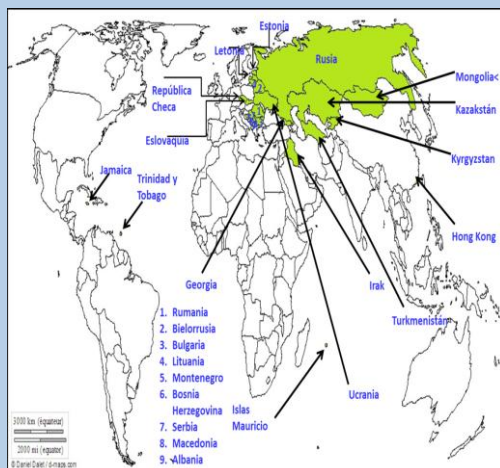 Estonia
Letonia
Rusia
República
Checa
Mongolia<
Kazakstán
Eslovaquia
Kyrgyzstan
Jamaica
Trinidad y
Tobago
Hong Kong
Georgia
Irak
Turkmenistán
1. Rumania
2. Bielorrusia
3. Bulgaria
4. Lituania
5. Montenegro
6. Bosnia
Herzegovina
7. Serbia
8. Macedonia
9. Albania
Ucrania
Islas
Mauricio
3000 km (équateur)
2000 mi (equator)
© Daniel Dalet / d-maps.com